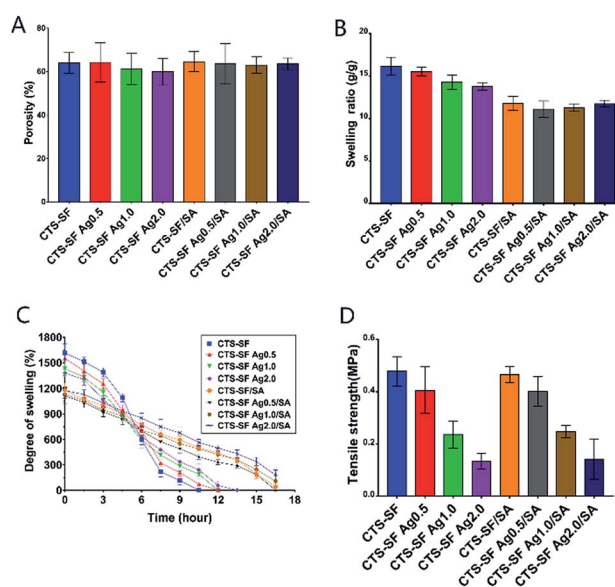 A
Porosity (%)
80
60
40
20
0
CTS-SF
CTS-SF Ag0.5
CTS-SF Ag1.0
CTS-SF Ag2.0
CTS-SF/SA
CTS-SF Ag0.5/SA
CTS-SF Ag1.0/SA
CTS-SF Ag2.0/SA
B
Swelling ratio (g/g)
20
15
10
5
0
CTS-SF
CTS-SF Ag0.5
CTS-SF Ag1.0
CTS-SF Ag2.0
CTS-SF/SA
CTS-SF Ag0.5/SA
CTS-SF Ag1.0/SA
CTS-SF Ag2.0/SA
C
Degree of swelling (%)
1800
1500
1200
900
600
300
0
0 3 6 9 12 15 18
Time (hour)
CTS-SF
CTS-SF Ag0.5
CTS-SF Ag1.0
CTS-SF Ag2.0
CTS-SF/SA
CTS-SF Ag0.5/SA
CTS-SF Ag1.0/SA
CTS-SF Ag2.0/SA
D
Tensile strength(MPa)
0.6
0.4
0.2
0.0
CTS-SF
CTS-SF Ag0.5
CTS-SF Ag1.0
CTS-SF Ag2.0
CTS-SF/SA
CTS-SF Ag0.5/SA
CTS-SF Ag1.0/SA
CTS-SF Ag2.0/SA